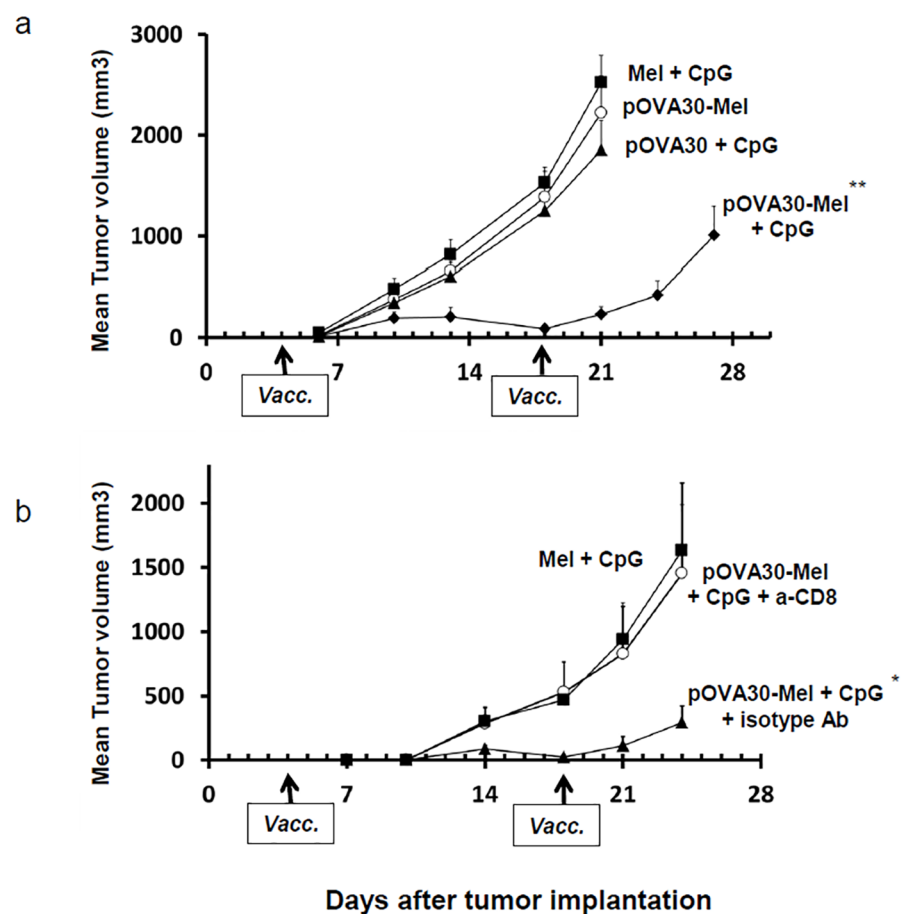 a
Mean Tumor volume (mm3)
3000
2000
1000
0
Mel + CpG
pOVA30-Mel
pOVA30 + CpG
pOVA30-Mel**
+ CpG
0 7 14 21 28
Vacc. Vacc.
b
Mean Tumor volume (mm3)
2000
1500
1000
500
0
Mel + CpG
pOVA30-Mel
+ CpG + a-CD8
pOVA30-Mel + CpG *
+ isotype Ab
0 7 14 21 28
Vacc. Vacc.
Days after tumor implantation